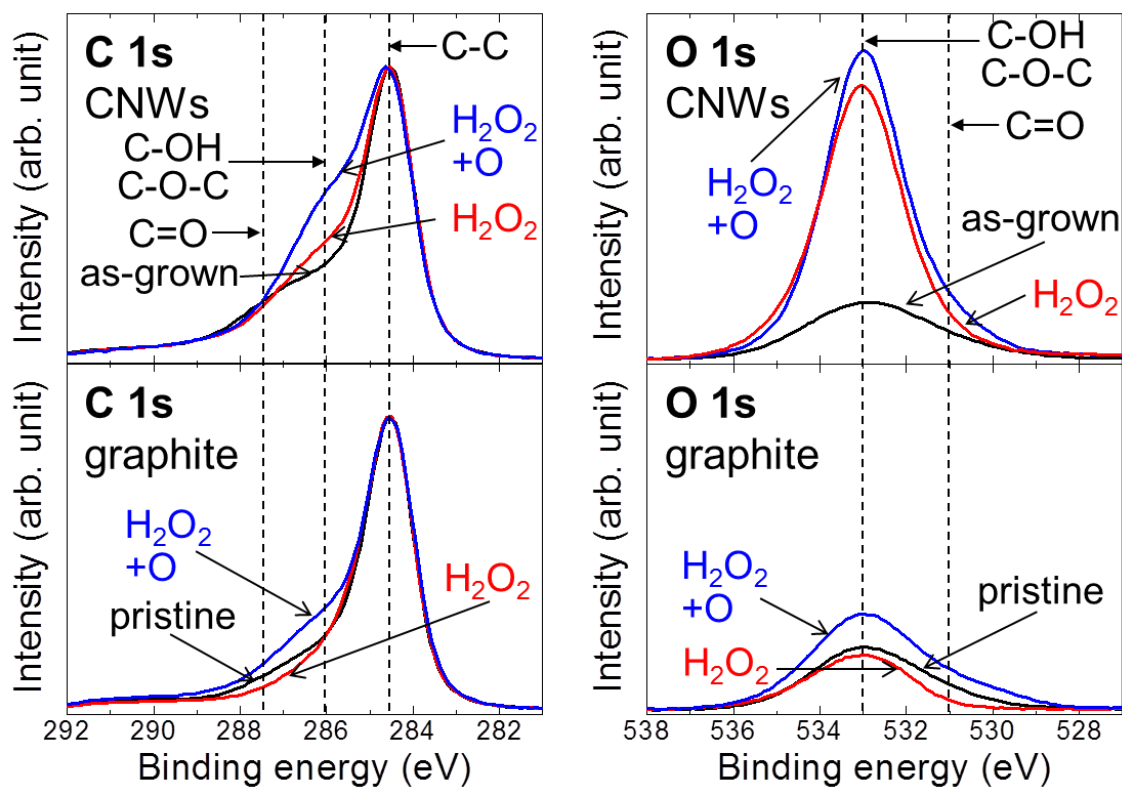 C 1s
CNWs
C-C
C-OH
C-O-C
C=O
as-grown
H₂O₂
+O
H₂O₂
Intensity (arb. unit)
O 1s
CNWs
C-OH
C-O-C
C=O
H₂O₂
+O
as-grown
H₂O₂
Intensity (arb. unit)
C 1s
graphite
H₂O₂
+O
pristine
H₂O₂
Intensity (arb. unit)
292 290 288 286 284 282
Binding energy (eV)
O 1s
graphite
H₂O₂
+O
pristine
H₂O₂
Intensity (arb. unit)
538 536 534 532 530 528
Binding energy (eV)